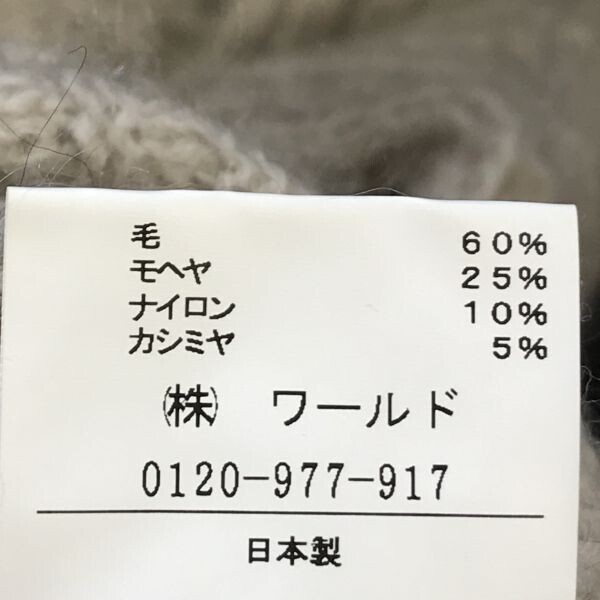 毛 60%
モヘヤ 25%
ナイロン 10%
カシミヤ 5%
㈱ ワールド
0120-977-917
日本製